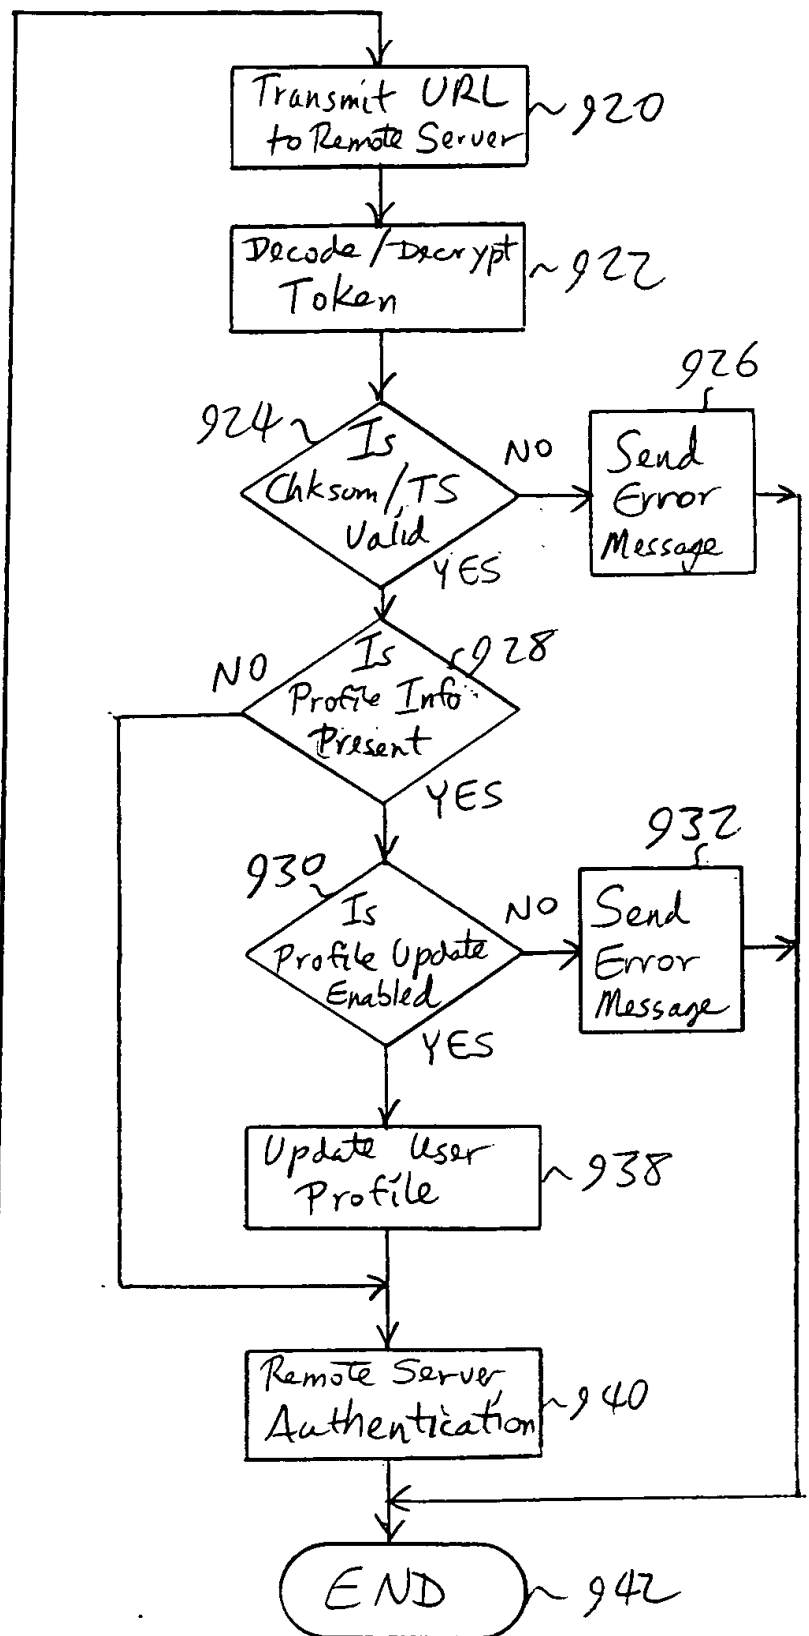 Transmit URL
to Remote Server
920
Decode/Decrypt
Token
922
926
924
Is
Chksom/TS
Valid
NO
Send
Error
Message
YES
928
NO
Is
Profile Info
Present
YES
932
930
Is
Profile Update
Enabled
NO
Send
Error
Message
YES
Update User
Profile
938
Remote Server
Authentication
940
END
942